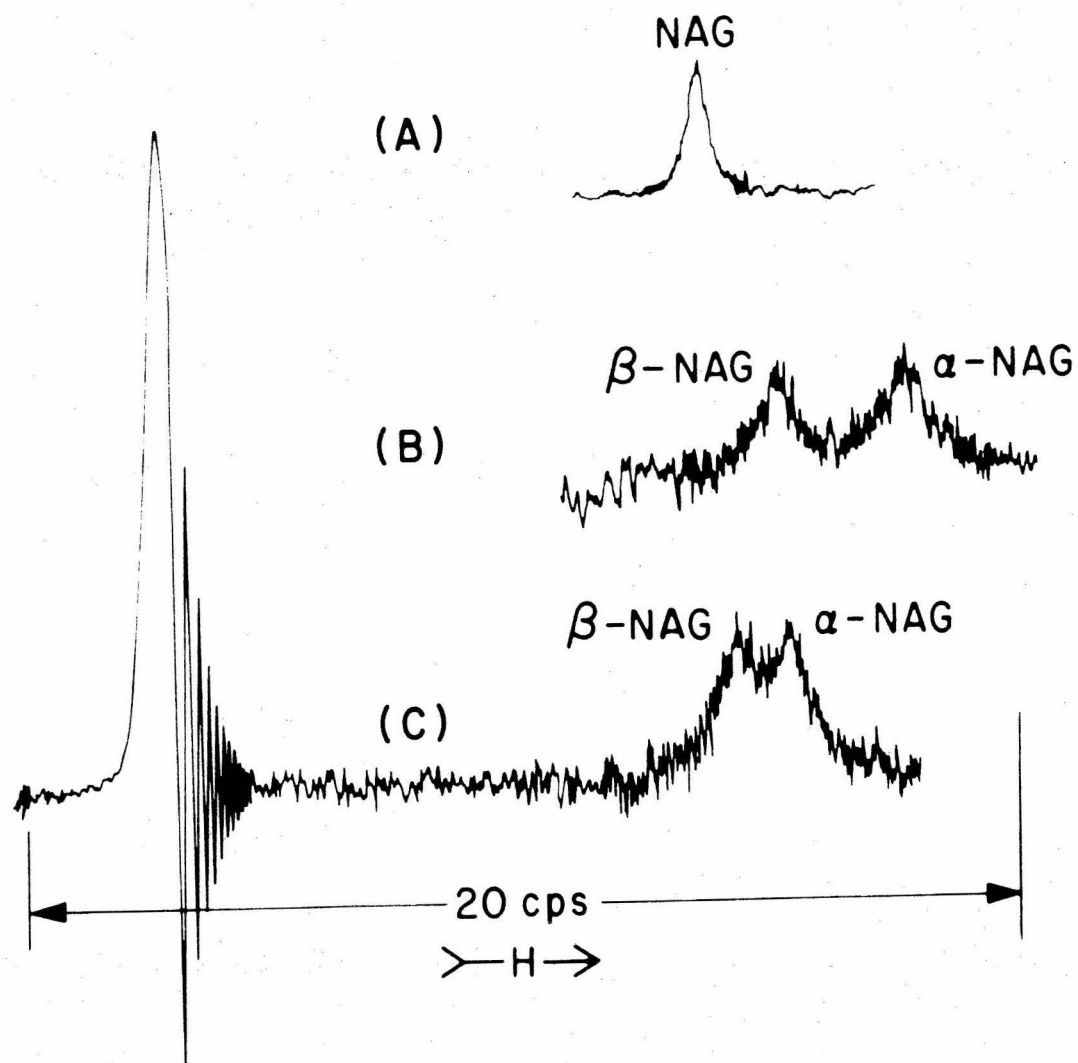 NAG
(A)
β-NAG α-NAG
(B)
β-NAG α-NAG
(C)
20 cps
H